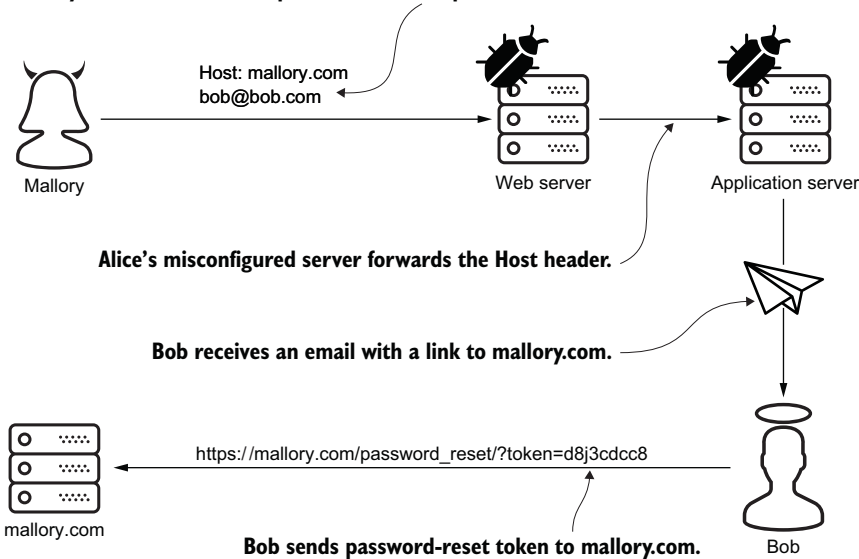 Host: mallory.com
bob@bob.com
Mallory
Web server
Application server
Alice's misconfigured server forwards the Host header.
Bob receives an email with a link to mallory.com.
https://mallory.com/password_reset/?token=d8j3cdcc8
mallory.com
Bob sends password-reset token to mallory.com.
Bob